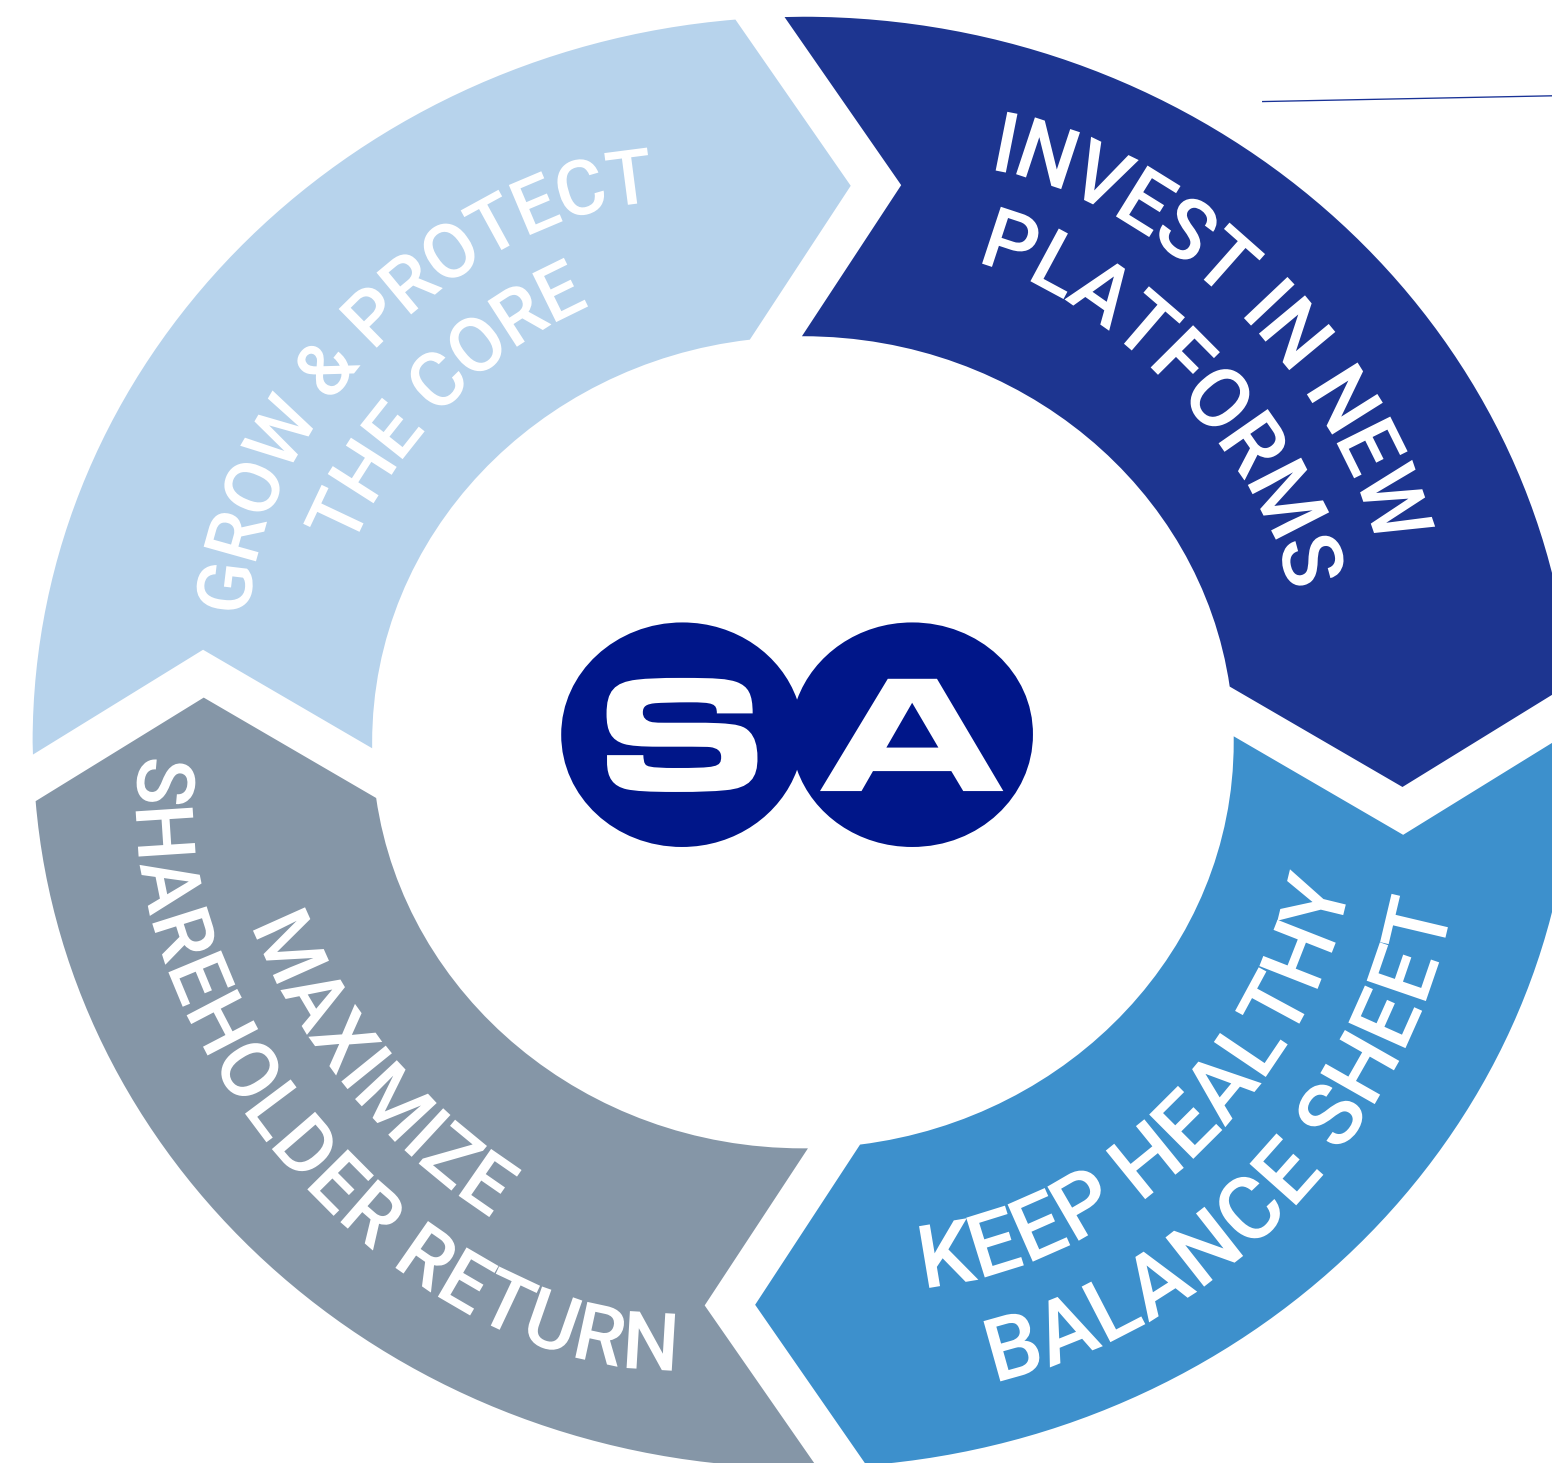 GROW & PROTECT
THE CORE
INVEST IN NEW
PLATFORMS
SA
MAXIMIZE
SHAREHOLDER RETURN
KEEP HEALTHY
BALANCE SHEET